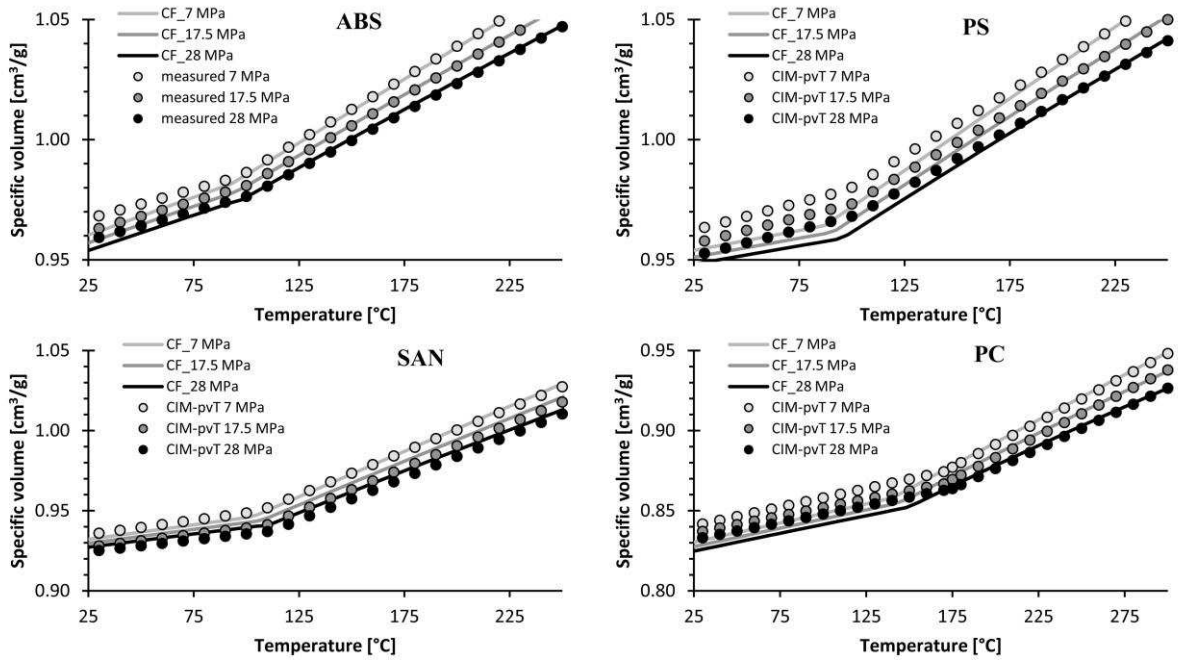 ABS
CF_7 MPa
CF_17.5 MPa
CF_28 MPa
measured 7 MPa
measured 17.5 MPa
measured 28 MPa
Specific volume [cm³/g]
1.05
1.00
0.95
25
75
125
175
225
Temperature [°C]
PS
CF_7 MPa
CF_17.5 MPa
CF_28 MPa
CIM-pvT 7 MPa
CIM-pvT 17.5 MPa
CIM-pvT 28 MPa
Specific volume [cm³/g]
1.05
1.00
0.95
25
75
125
175
225
Temperature [°C]
SAN
CF_7 MPa
CF_17.5 MPa
CF_28 MPa
CIM-pvT 7 MPa
CIM-pvT 17.5 MPa
CIM-pvT 28 MPa
Specific volume [cm³/g]
1.05
1.00
0.95
0.90
25
75
125
175
225
Temperature [°C]
PC
CF_7 MPa
CF_17.5 MPa
CF_28 MPa
CIM-pvT 7 MPa
CIM-pvT 17.5 MPa
CIM-pvT 28 MPa
Specific volume [cm³/g]
0.95
0.90
0.85
0.80
25
75
125
175
225
275
Temperature [°C]